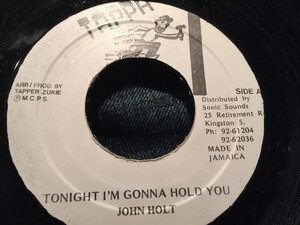 TAPPA
ARR/PROD BY
TAPPER ZUKIE
℗ M.C.P.S.
SIDE A
Distributed by
Sonic Sounds
25 Retirement R
Kingston 5.
Ph: 92-61204
92-62036
MADE IN
JAMAICA
TONIGHT I'M GONNA HOLD YOU
JOHN HOLT